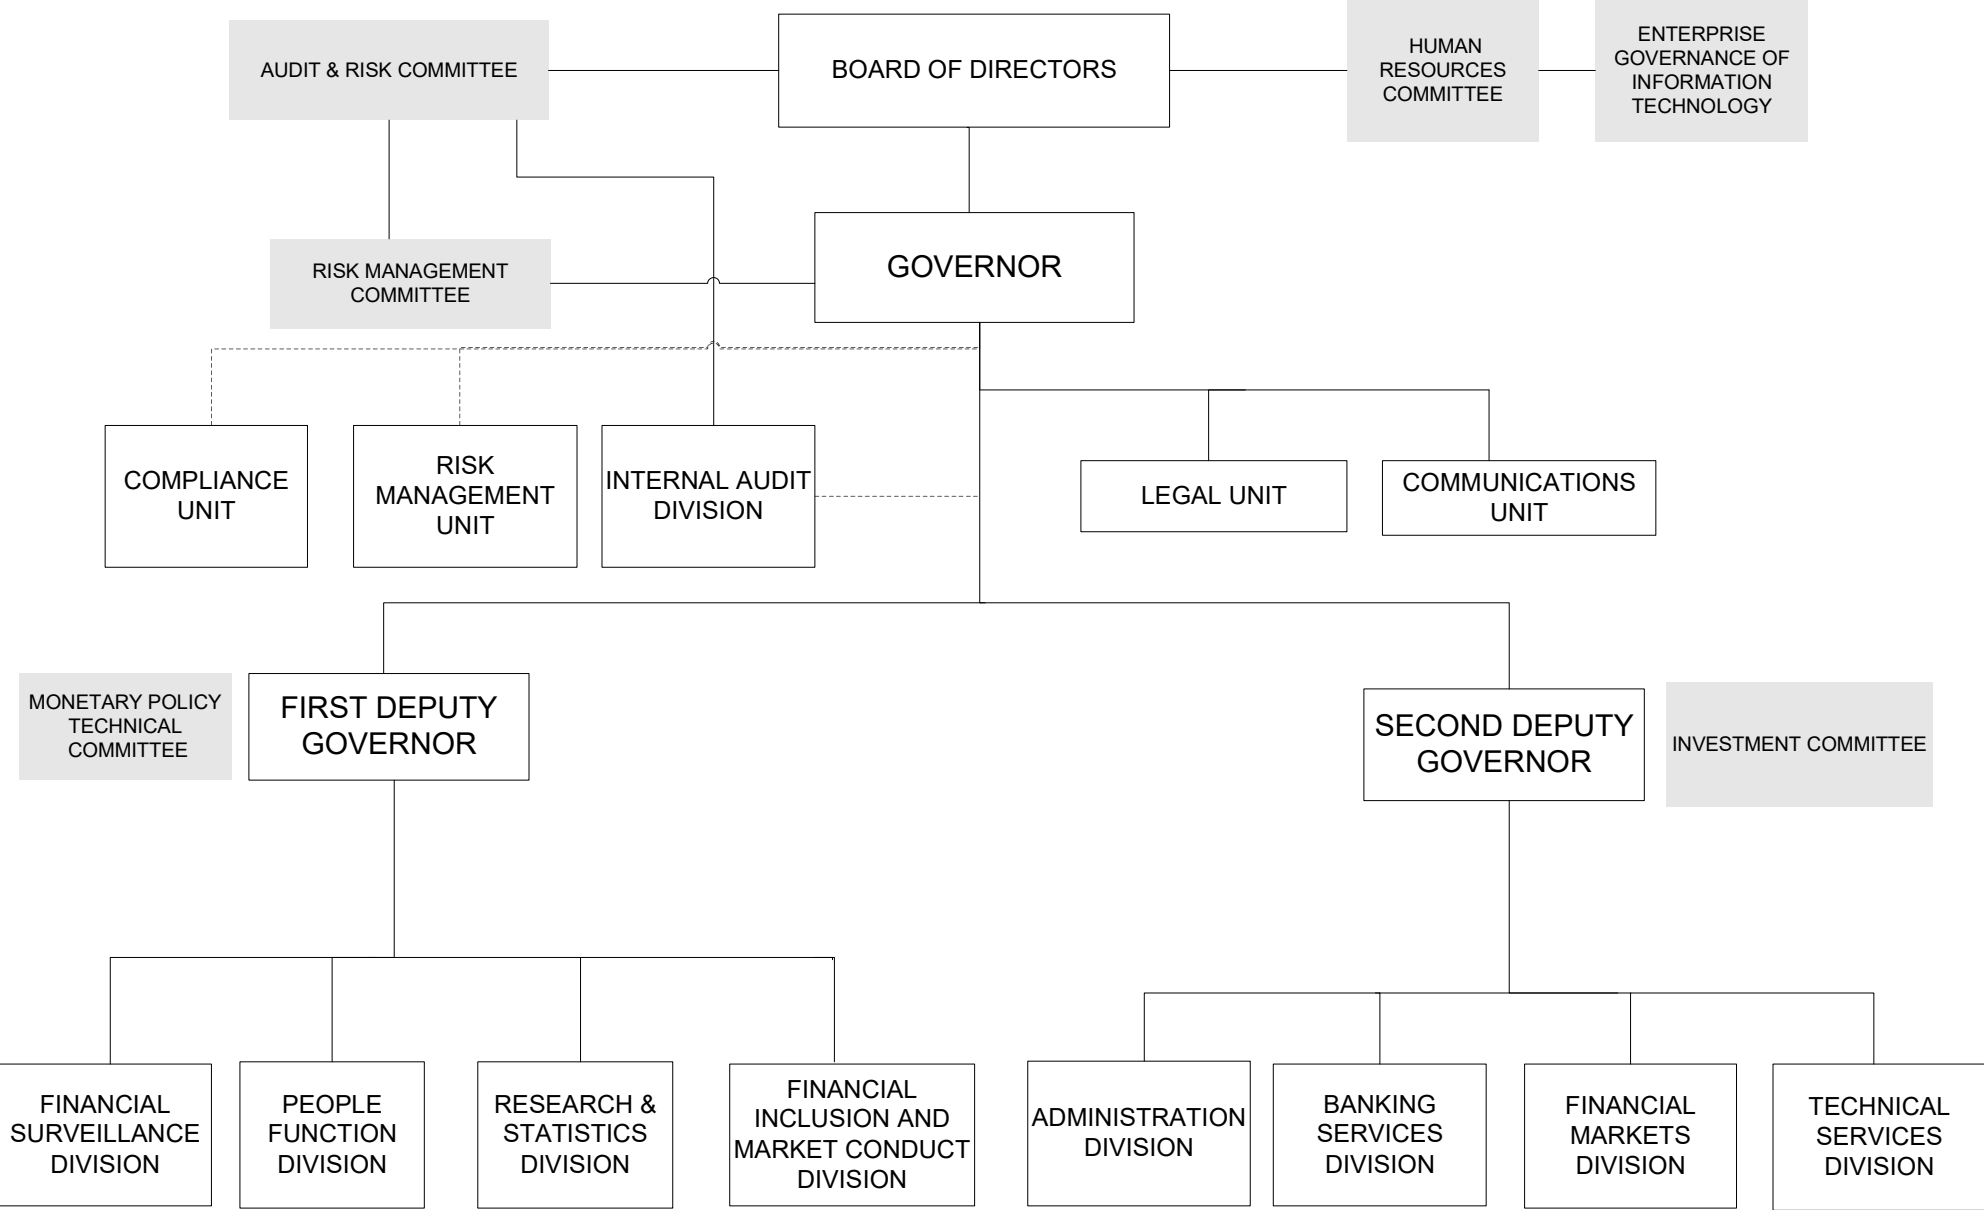 AUDIT & RISK COMMITTEE
BOARD OF DIRECTORS
HUMAN
RESOURCES
COMMITTEE
ENTERPRISE
GOVERNANCE OF
INFORMATION
TECHNOLOGY
RISK MANAGEMENT
COMMITTEE
GOVERNOR
COMPLIANCE
UNIT
RISK
MANAGEMENT
UNIT
INTERNAL AUDIT
DIVISION
LEGAL UNIT
COMMUNICATIONS
UNIT
MONETARY POLICY
TECHNICAL
COMMITTEE
FIRST DEPUTY
GOVERNOR
SECOND DEPUTY
GOVERNOR
INVESTMENT COMMITTEE
FINANCIAL
SURVEILLANCE
DIVISION
PEOPLE
FUNCTION
DIVISION
RESEARCH &
STATISTICS
DIVISION
FINANCIAL
INCLUSION AND
MARKET CONDUCT
DIVISION
ADMINISTRATION
DIVISION
BANKING
SERVICES
DIVISION
FINANCIAL
MARKETS
DIVISION
TECHNICAL
SERVICES
DIVISION